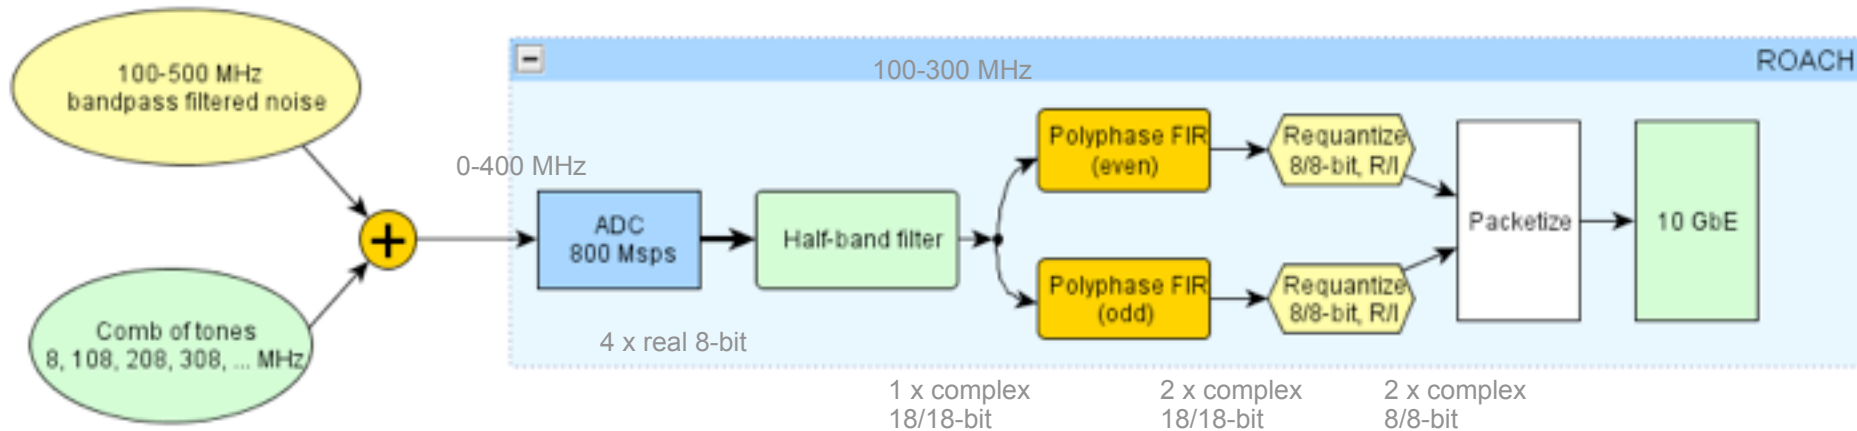 100-500 MHz
bandpass filtered noise
Comb of tones
8, 108, 208, 308, ... MHz
0-400 MHz
ROACH
100-300 MHz
ADC
800 Msps
4 x real 8-bit
Half-band filter
1 x complex
18/18-bit
Polyphase FIR
(even)
Polyphase FIR
(odd)
2 x complex
18/18-bit
Requantize
8/8-bit, R/I
Requantize
8/8-bit, R/I
2 x complex
8/8-bit
Packetize
10 GbE